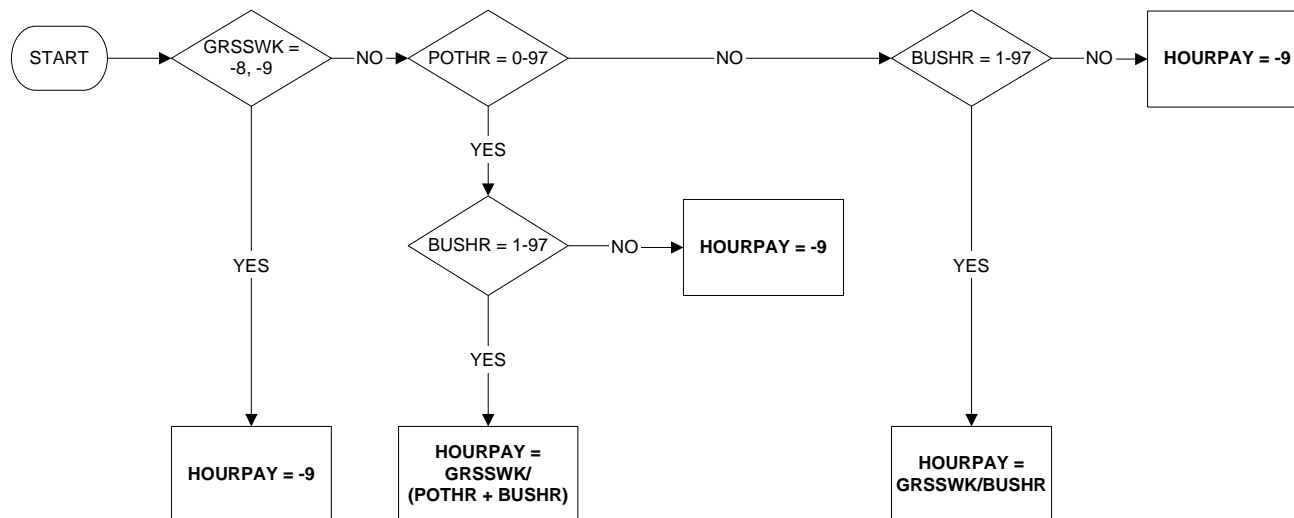 START
GRSSWK =
-8, -9
NO
POTHR = 0-97
NO
BUSHR = 1-97
NO
HOURPAY = -9
YES
BUSHR = 1-97
NO
HOURPAY = -9
YES
YES
YES
HOURPAY = -9
HOURPAY =
GRSSWK/
(POTHR + BUSHR)
HOURPAY =
GRSSWK/BUSHR